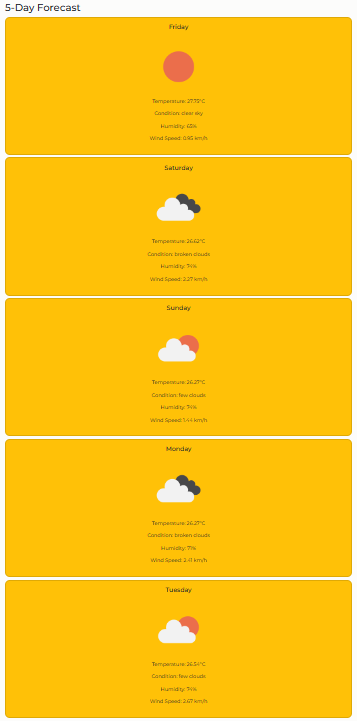 5-Day Forecast
Friday
Temperature: 27.75°C
Condition: clear sky
Humidity: 65%
Wind Speed: 0.93 km/h
Saturday
Temperature: 26.62°C
Condition: broken clouds
Humidity: 74%
Wind Speed: 2.27 km/h
Sunday
Temperature: 26.27°C
Condition: few clouds
Humidity: 74%
Wind Speed: 1.44 km/h
Monday
Temperature: 26.27°C
Condition: broken clouds
Humidity: 71%
Wind Speed: 2.41 km/h
Tuesday
Temperature: 26.54°C
Condition: few clouds
Humidity: 74%
Wind Speed: 2.67 km/h